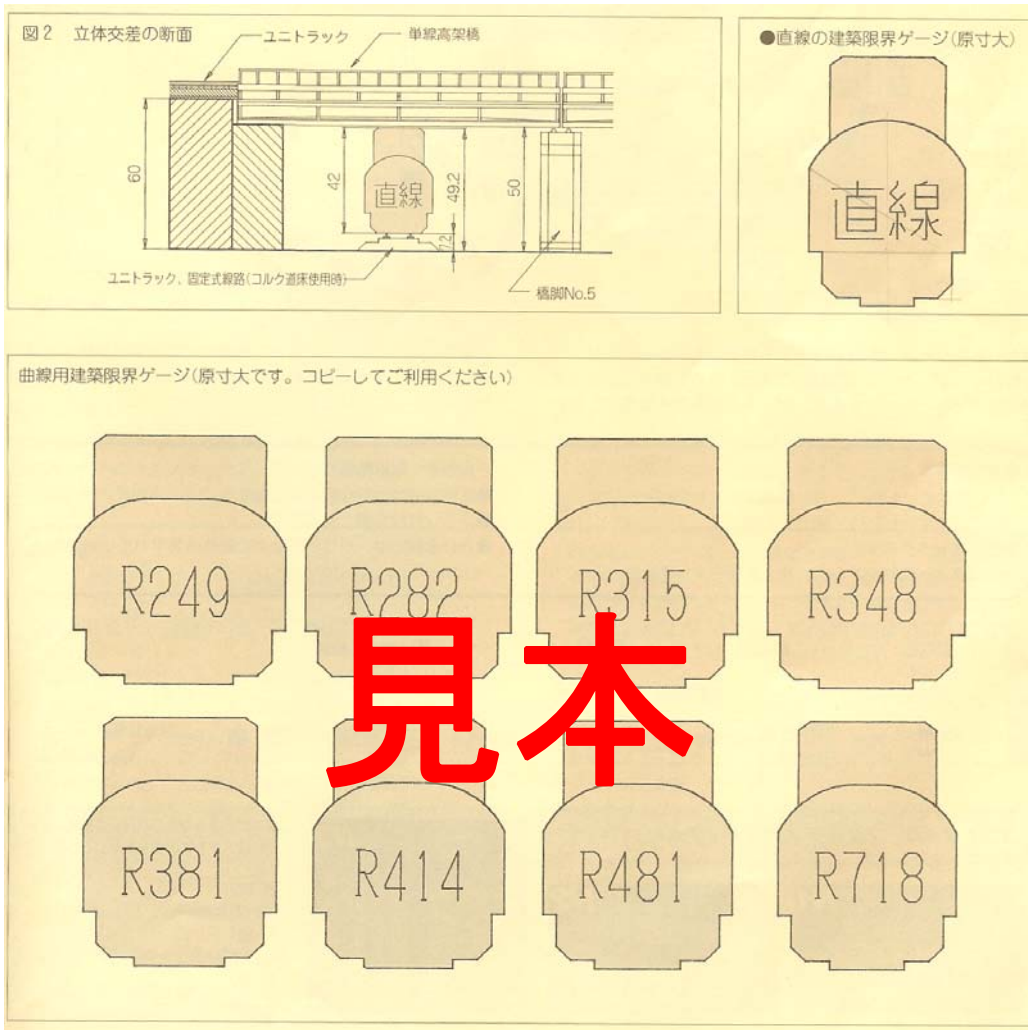 図2 立体交差の断面
ユニトラック
単線高架橋
60
42
直線
49.2
50
7.2
ユニトラック、固定式線路(コルク道床使用時)
橋脚No.5
●直線の建築限界ゲージ(原寸大)
直線
曲線用建築限界ゲージ(原寸大です。コピーしてご利用ください)
R249
R282
R315
R348
見本
R381
R414
R481
R718